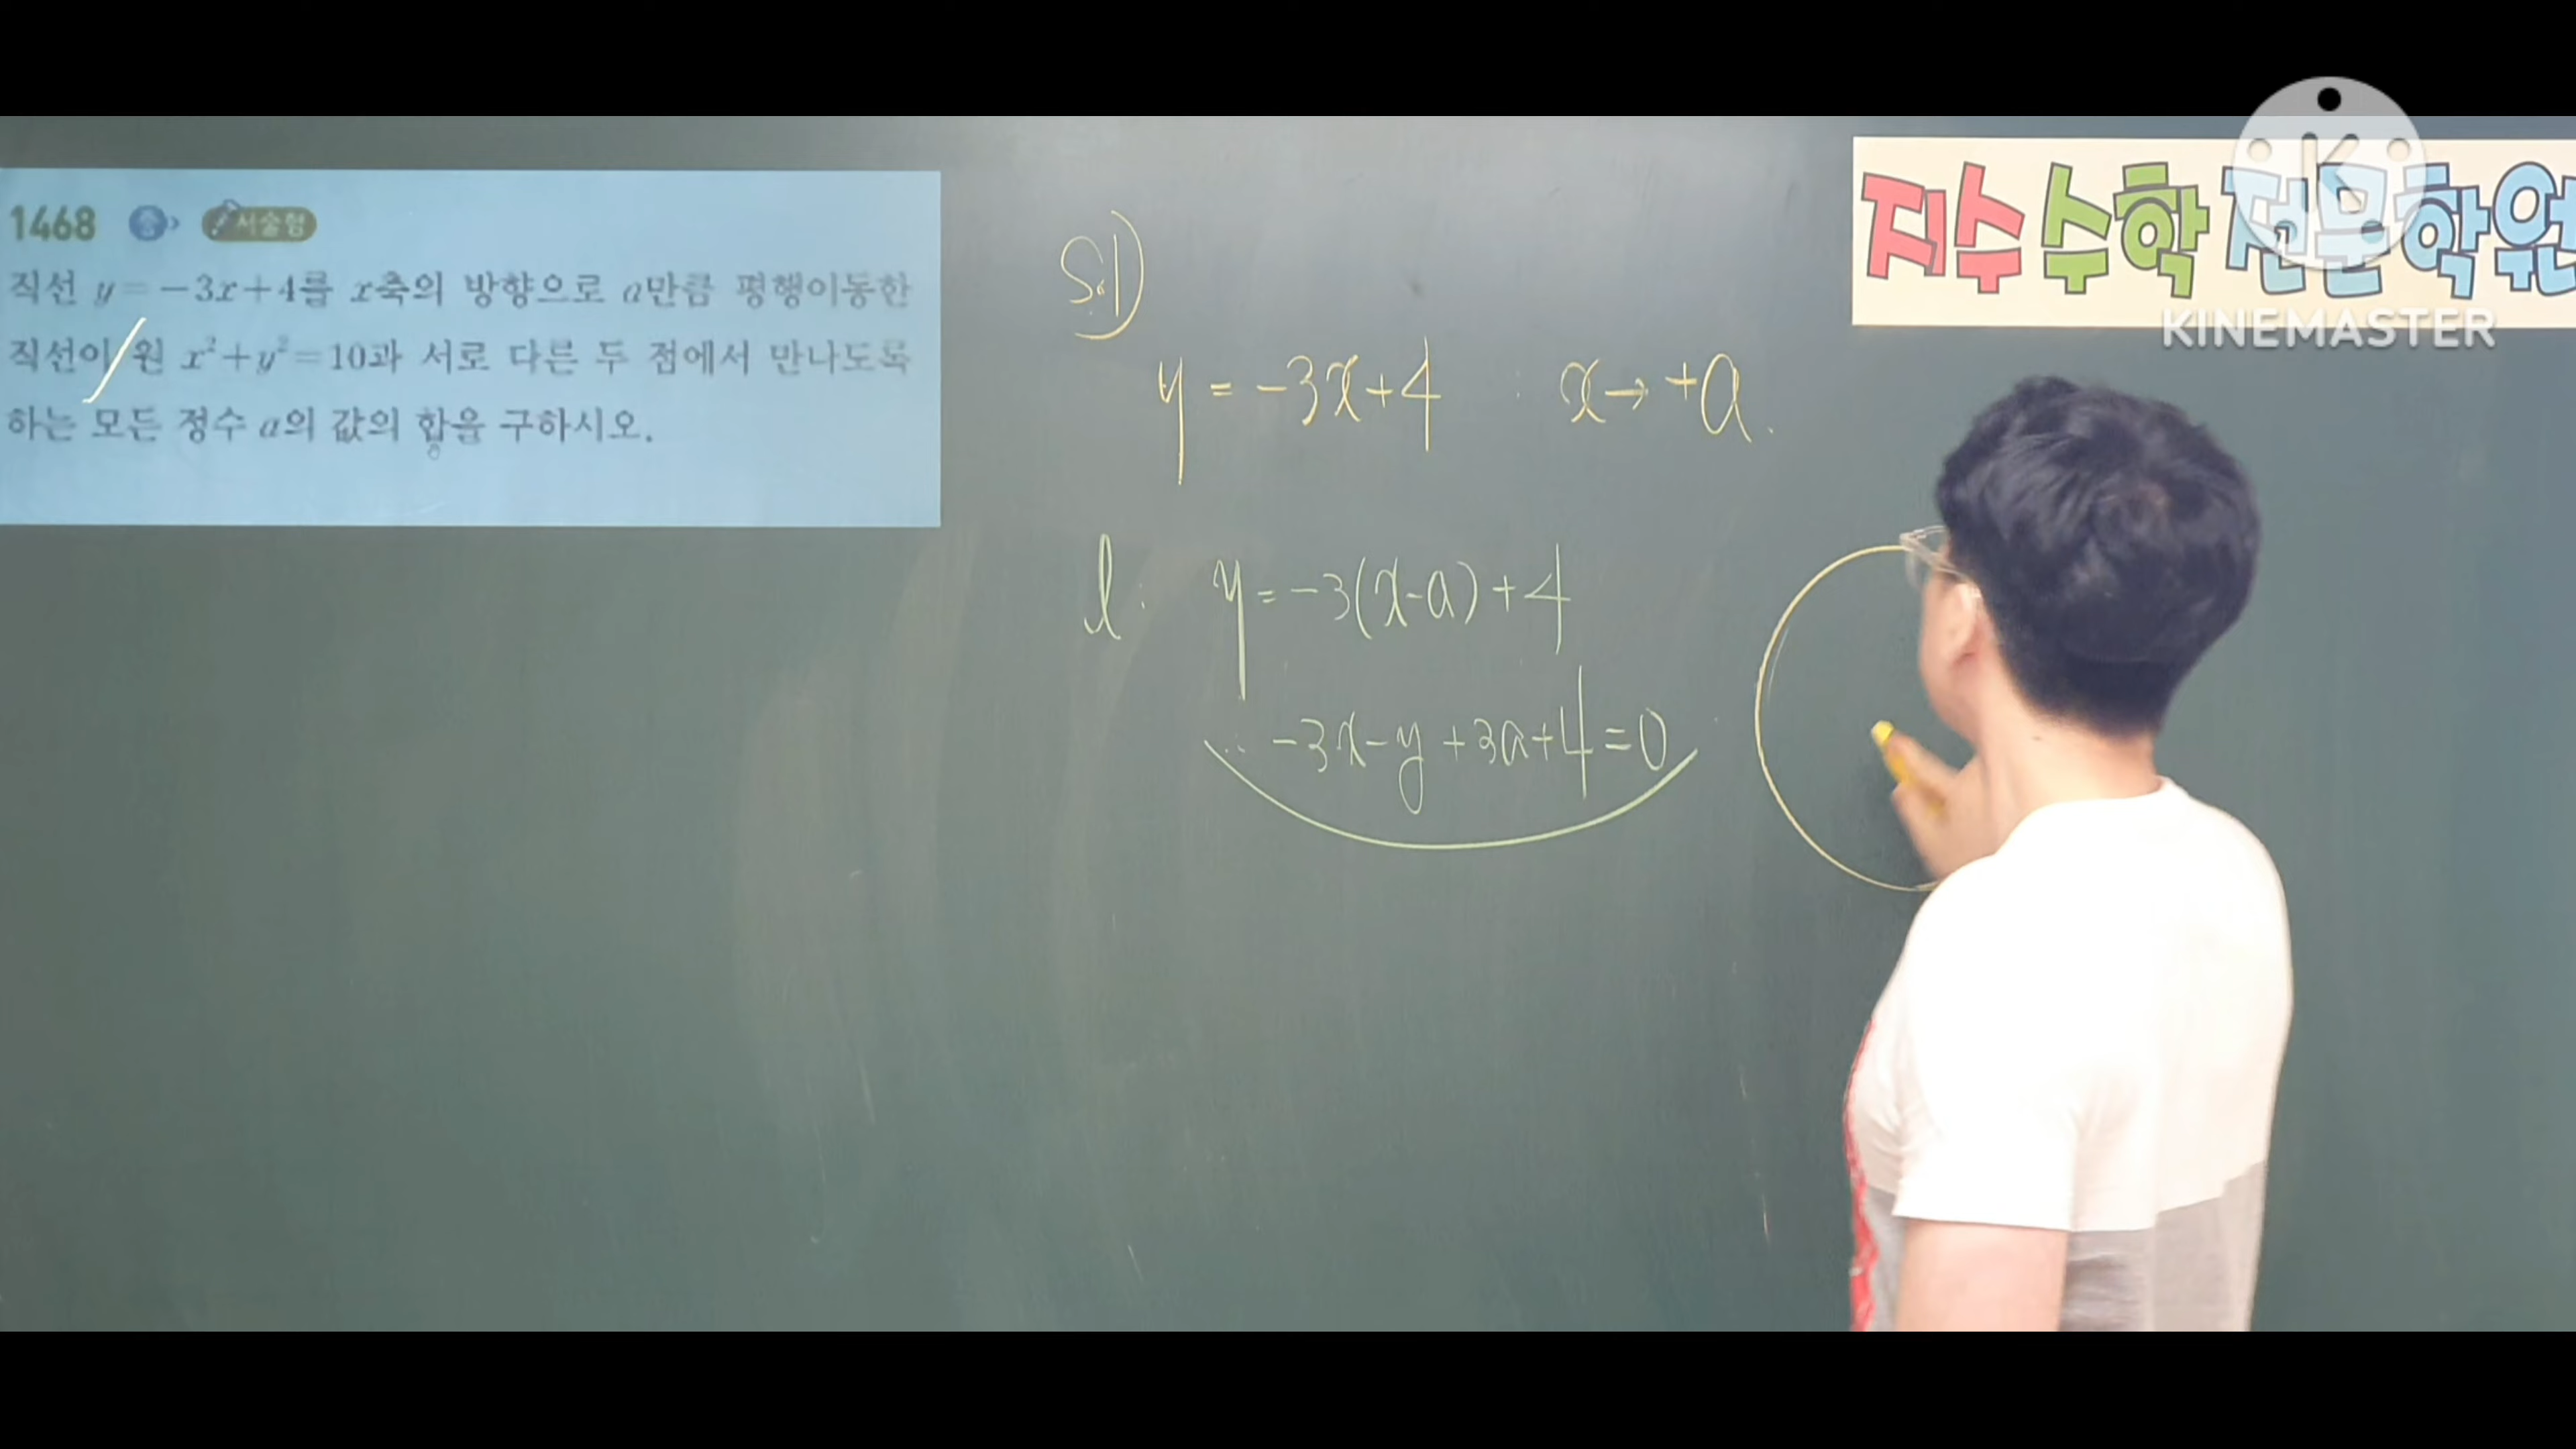 1468 중 서술형
직선 y=-3x+4를 x축의 방향으로 a만큼 평행이동한
직선이 원 x²+y²=10과 서로 다른 두 점에서 만나도록
하는 모든 정수 a의 값의 합을 구하시오.
Sol)
y = -3x+4 : x→+a.
l: y=-3(x-a)+4
∴ -3x-y+3a+4=0
지수수학전문학원
KINEMASTER